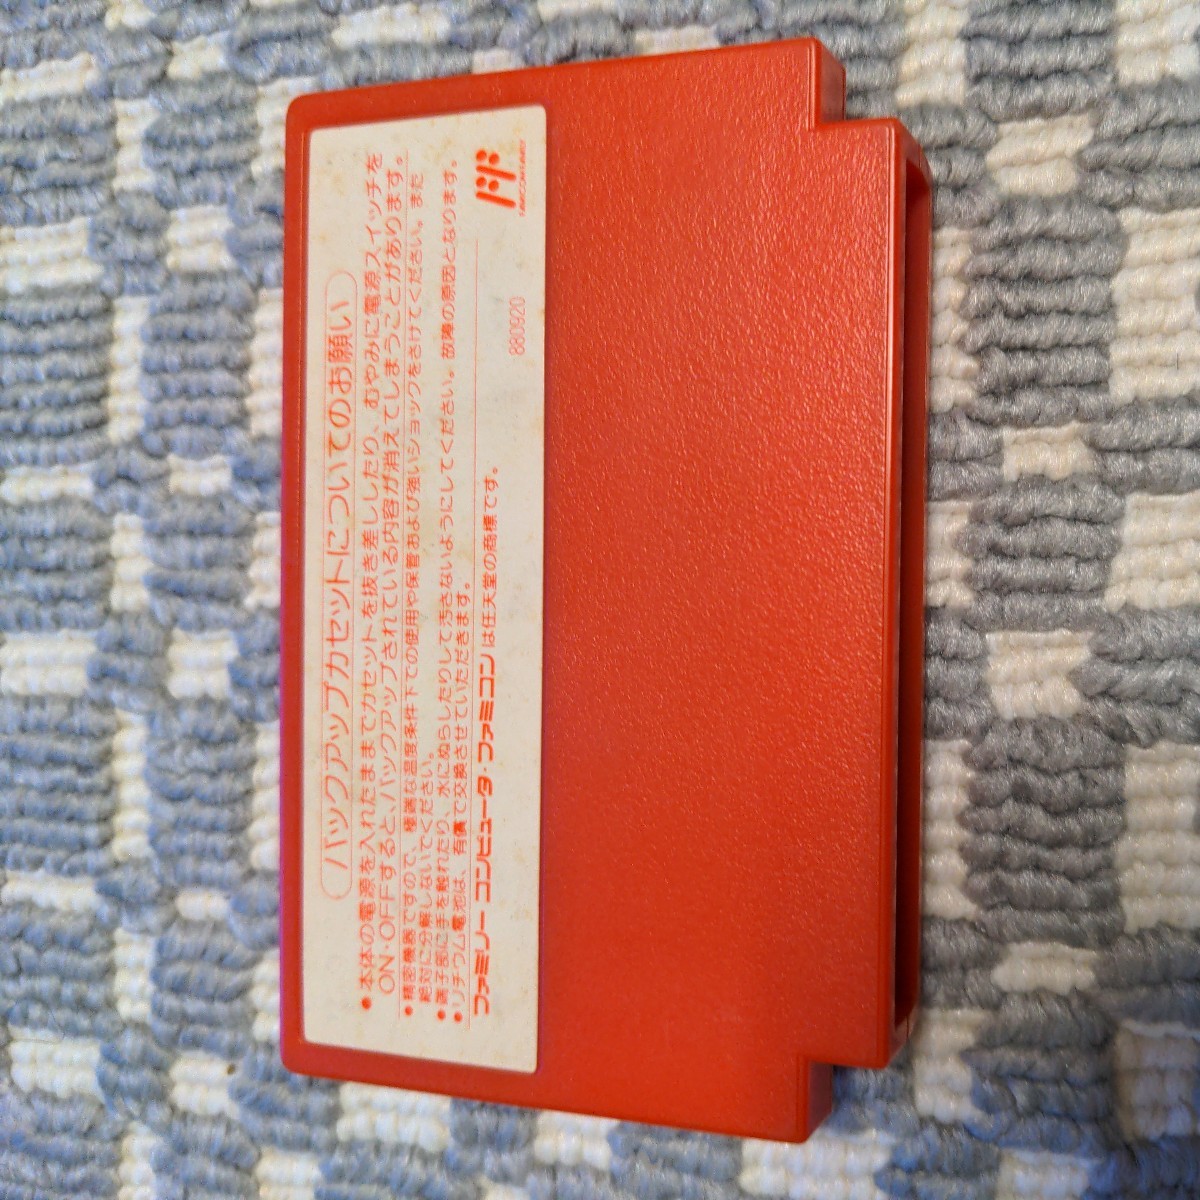 バックアップカセットについてのお願い
●本体の電源を入れたままでカセットを抜き差ししたり、むやみに電源スイッチを
ON・OFFすると、バックアップされている内容が消えてしまうことがあります。
●精密機器ですので、極端な温度条件下での使用や保管および強いショックをさけてください。また
絶対に分解しないでください。
●端子部に手を触れたり、水にぬらしたりして汚さないようにしてください。故障の原因となります。
●リチウム電池は、有償で交換させていただきます。
ファミリーコンピュータ・ファミコンは任天堂の商標です。
880920
FF
FAMICOM FAMILY